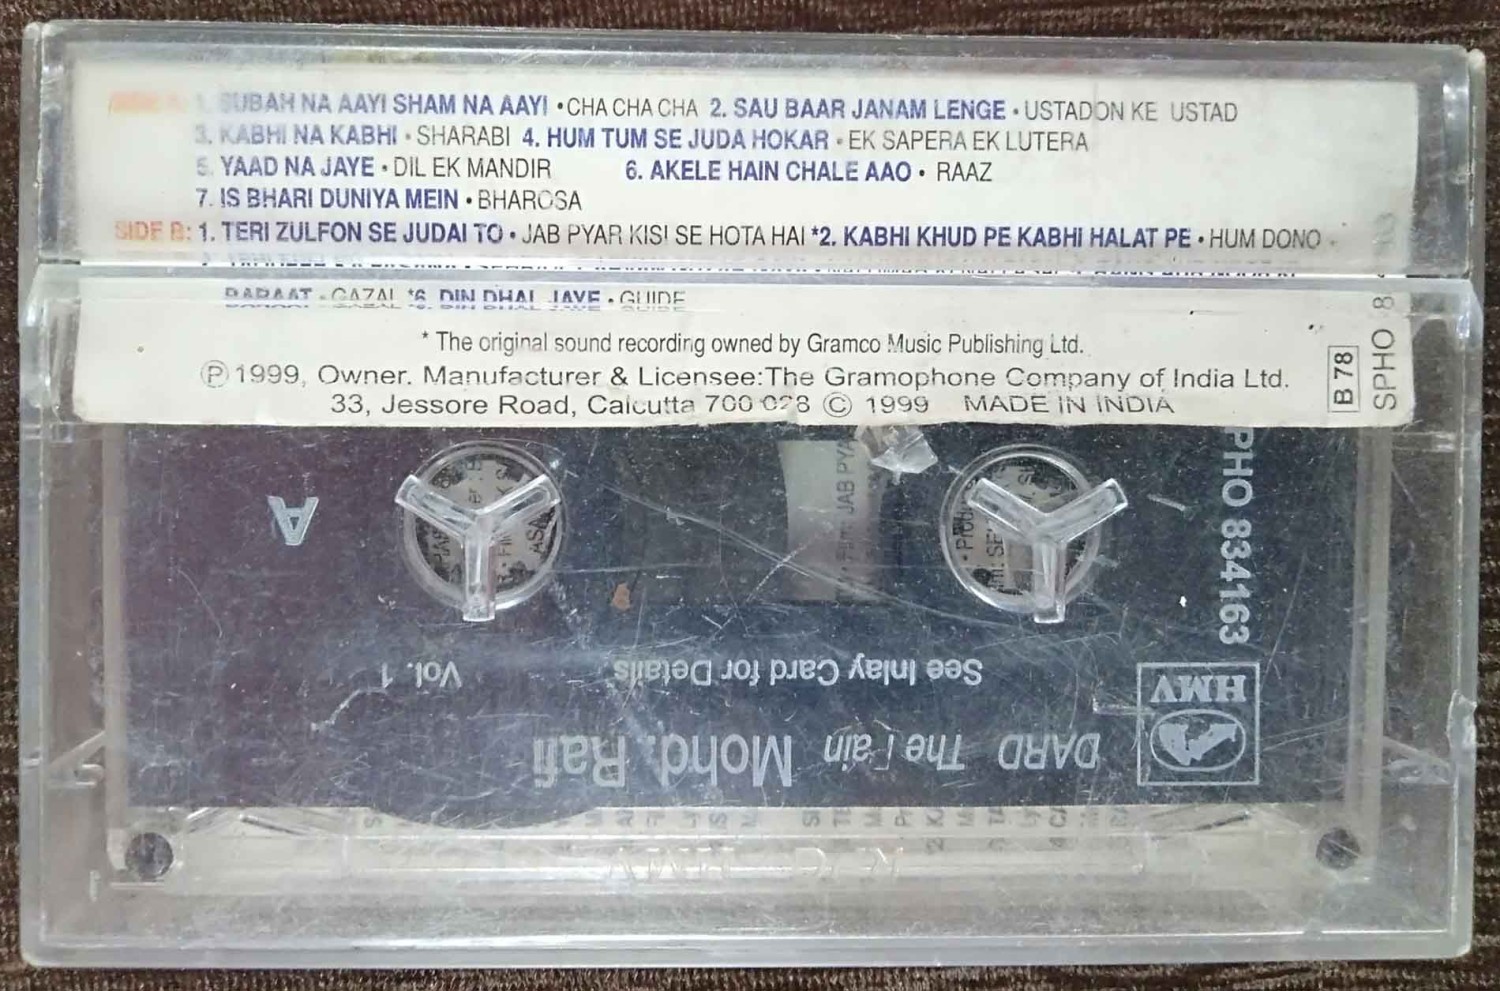 1. SUBAH NA AAYI SHAM NA AAYI • CHA CHA CHA 2. SAU BAAR JANAM LENGE • USTADON KE USTAD
3. KABHI NA KABHI • SHARABI 4. HUM TUM SE JUDA HOKAR • EK SAPERA EK LUTERA
5. YAAD NA JAYE • DIL EK MANDIR 6. AKELE HAIN CHALE AAO • RAAZ
7. IS BHARI DUNIYA MEIN • BHAROSA
SIDE B: 1. TERI ZULFON SE JUDAI TO • JAB PYAR KISI SE HOTA HAI *2. KABHI KHUD PE KABHI HALAT PE • HUM DONO •
BARAAT • GAZAL *6. DIN DHAL JAYE • GUIDE
* The original sound recording owned by Gramco Music Publishing Ltd.
Ⓟ 1999, Owner. Manufacturer & Licensee:The Gramophone Company of India Ltd.
33, Jessore Road, Calcutta 700 028 © 1999 MADE IN INDIA
B 78
SPHO 8
A
PHO 834163
JAB PYA
Vol. 1
See Inlay Card for Details
HMV
DARD The Pain Mohd. Rafi